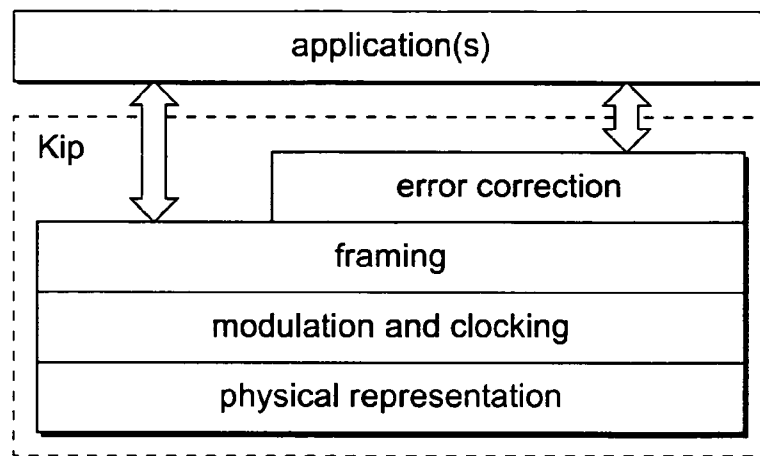 application(s)
Kip
error correction
framing
modulation and clocking
physical representation